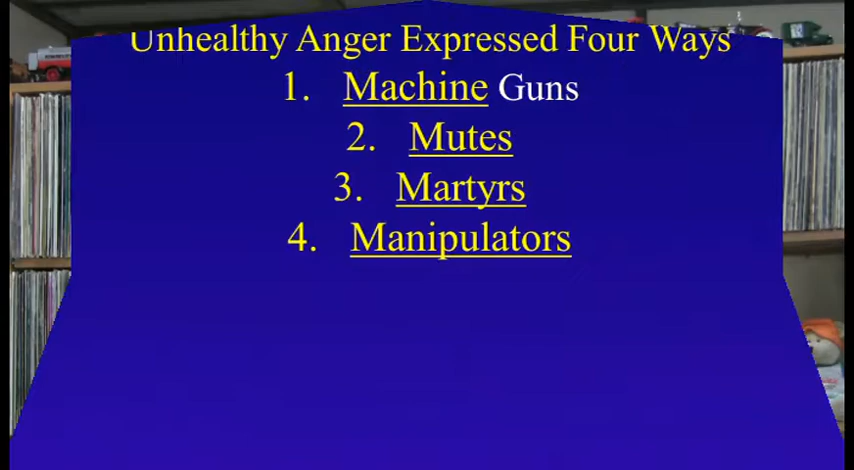 Unhealthy Anger Expressed Four Ways
1. Machine Guns
2. Mutes
3. Martyrs
4. Manipulators